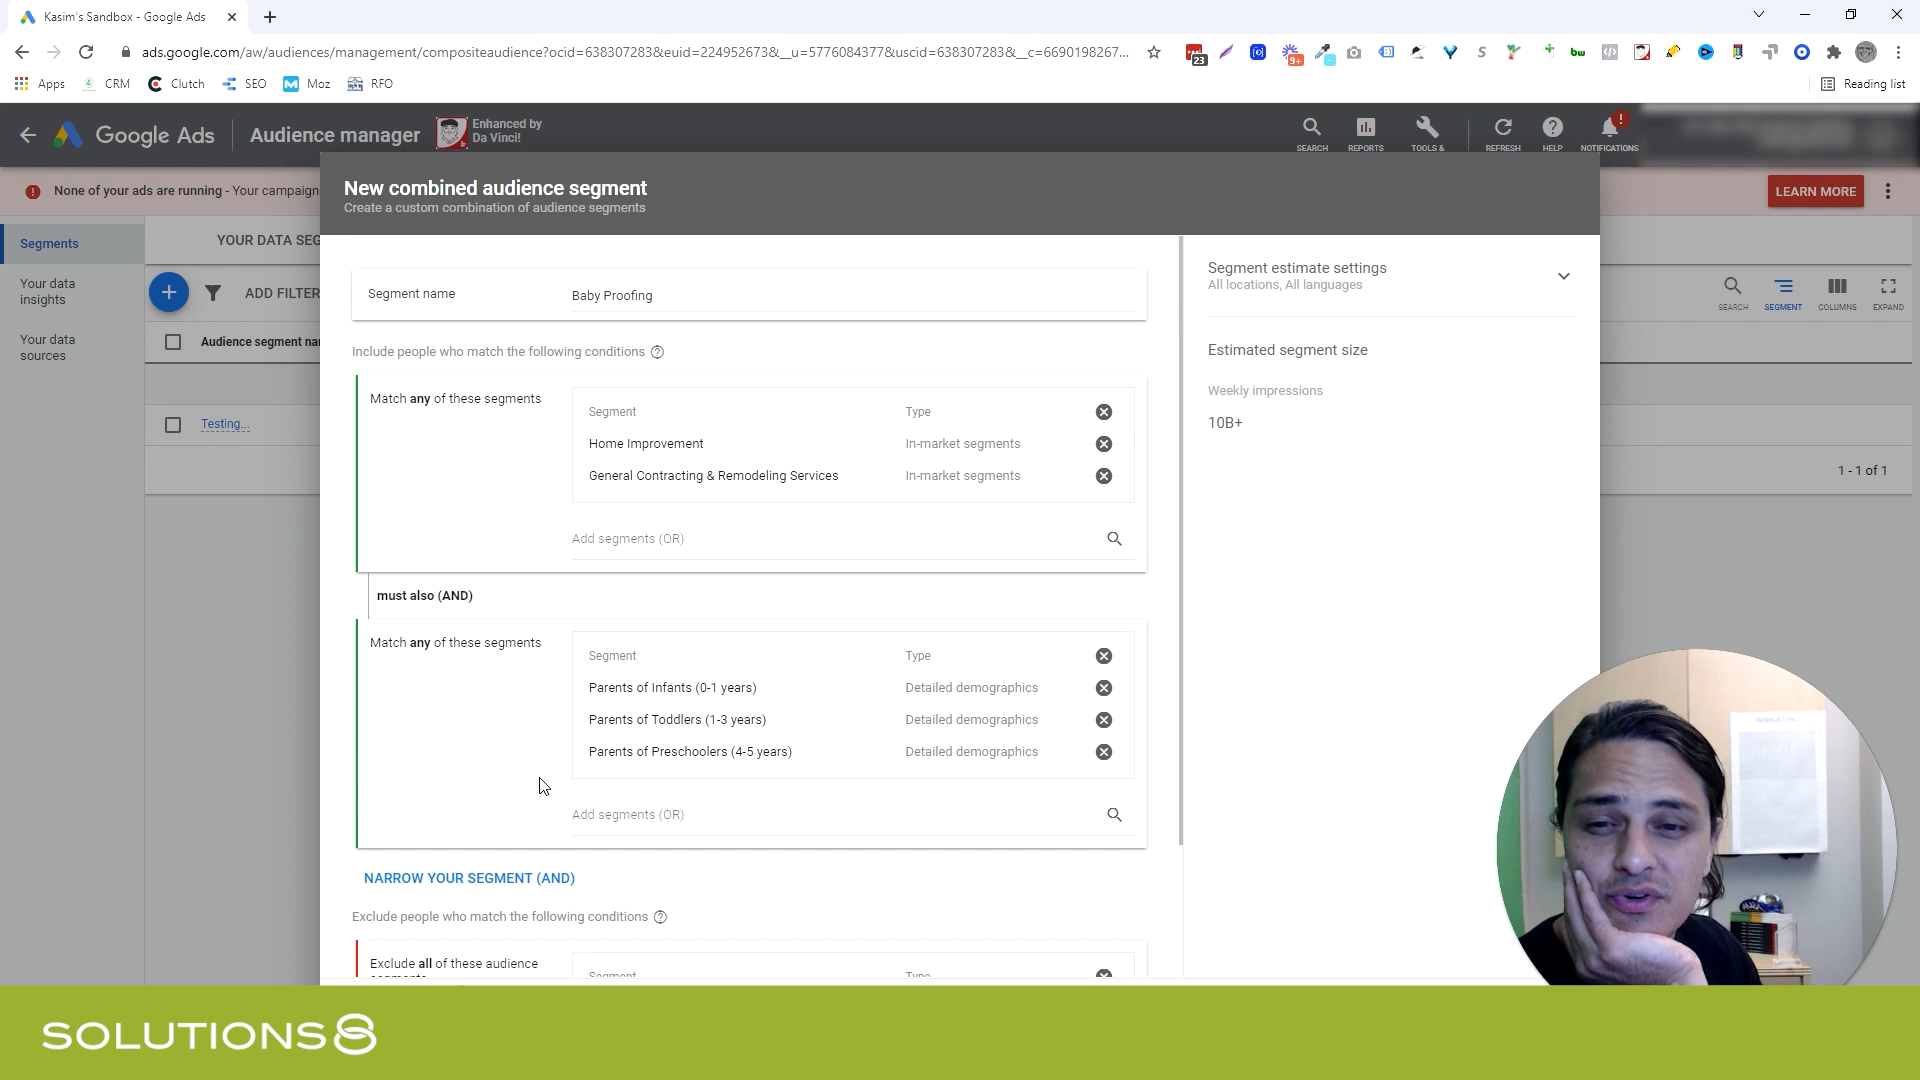 Kasim's Sandbox - Google Ads
ads.google.com/aw/audiences/management/compositeaudience?ocid=638307283&euid=224952673&__u=5776084377&uscid=638307283&__c=6690198267...
23
9+
Apps
CRM
Clutch
SEO
Moz
RFO
Reading list
Google Ads
Audience manager
Enhanced by
Da Vinci!
SEARCH
REPORTS
TOOLS &
REFRESH
HELP
NOTIFICATIONS
None of your ads are running - Your campaign
LEARN MORE
New combined audience segment
Create a custom combination of audience segments
Segments
Your data
insights
Your data
sources
YOUR DATA SEG
ADD FILTER
Audience segment na
Testing...
SEARCH
SEGMENT
COLUMNS
EXPAND
1 - 1 of 1
Segment name
Baby Proofing
Include people who match the following conditions
Match any of these segments
Segment
Type
Home Improvement
In-market segments
General Contracting & Remodeling Services
In-market segments
Add segments (OR)
must also (AND)
Match any of these segments
Segment
Type
Parents of Infants (0-1 years)
Detailed demographics
Parents of Toddlers (1-3 years)
Detailed demographics
Parents of Preschoolers (4-5 years)
Detailed demographics
Add segments (OR)
NARROW YOUR SEGMENT (AND)
Exclude people who match the following conditions
Exclude all of these audience
segments
Segment
Type
Segment estimate settings
All locations, All languages
Estimated segment size
Weekly impressions
10B+
SOLUTIONS 8